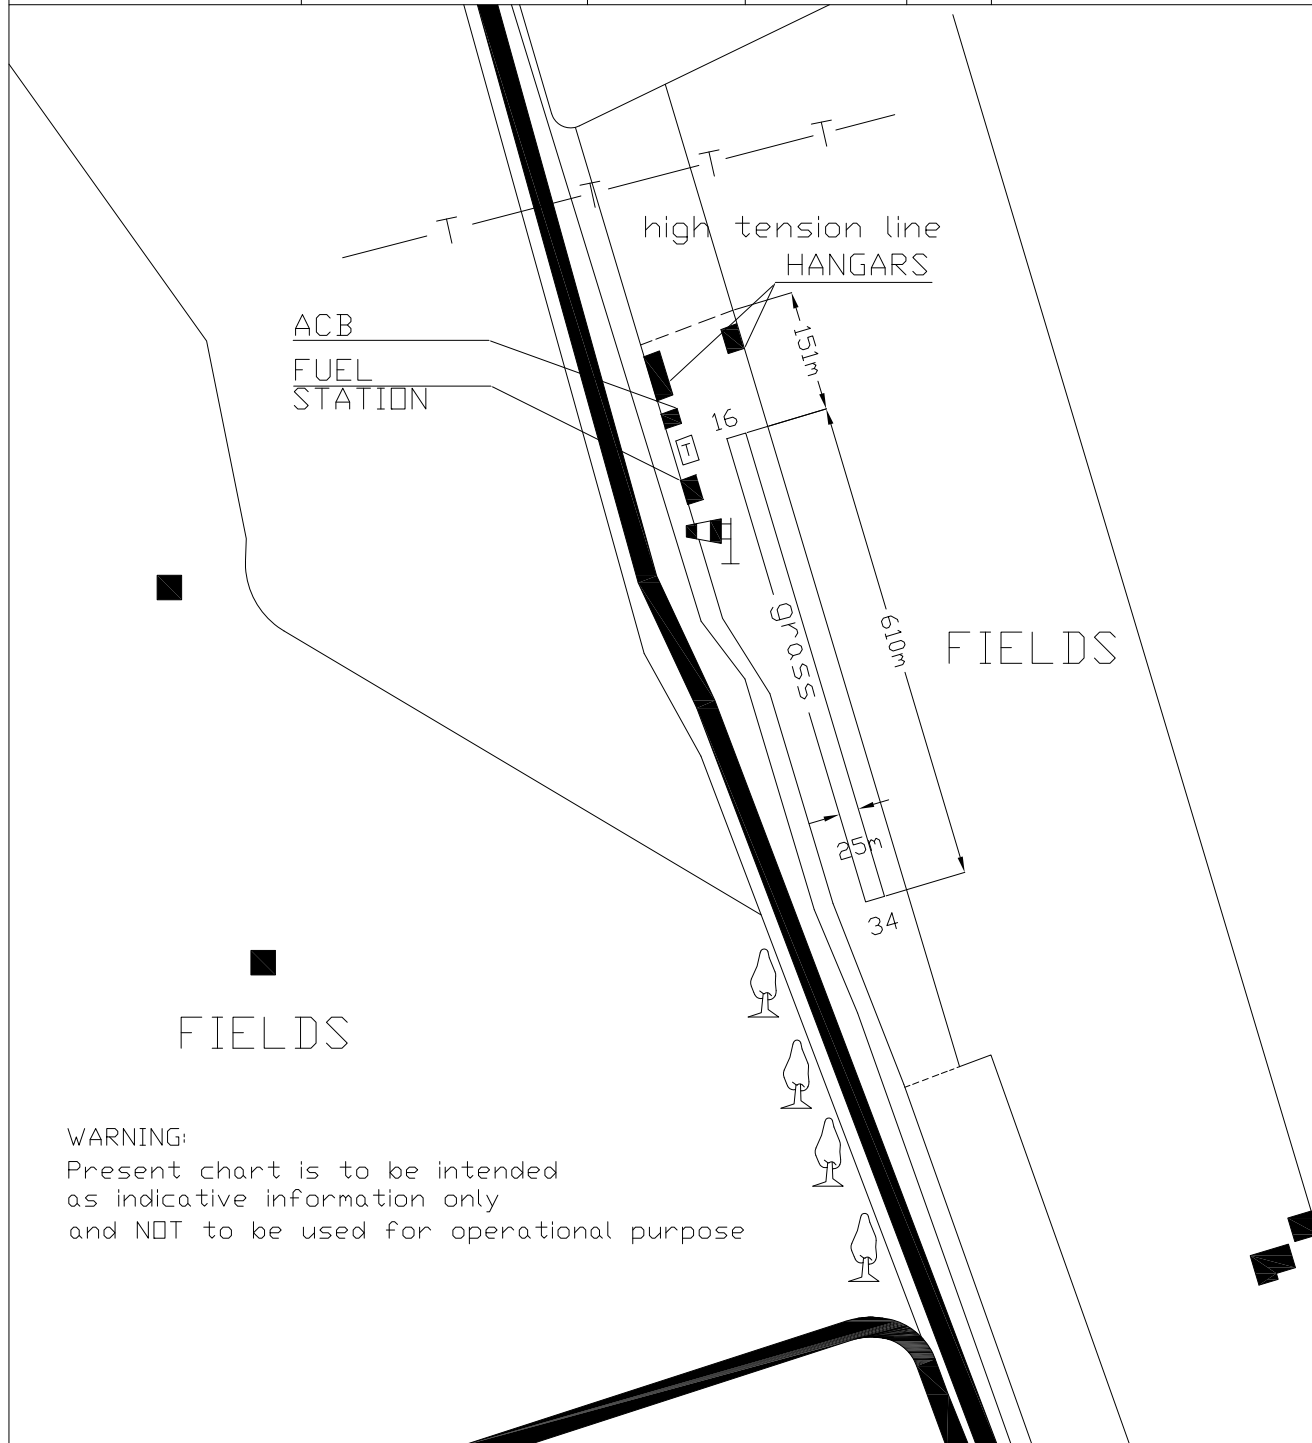 T
T
T
T
high tension line
HANGARS
ACB
FUEL
STATION
151m
16
T
grass
610m
FIELDS
25m
34
FIELDS
WARNING:
Present chart is to be intended
as indicative information only
and NOT to be used for operational purpose